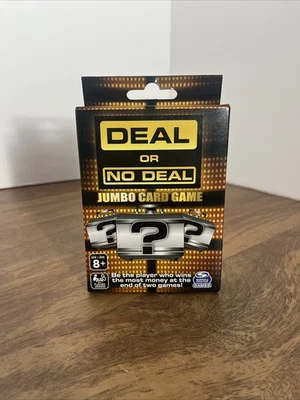 DEAL
OR
NO DEAL
JUMBO CARD GAME
? ? ?
8+
Be the player who wins
the most money at the
end of two games!
GAMES